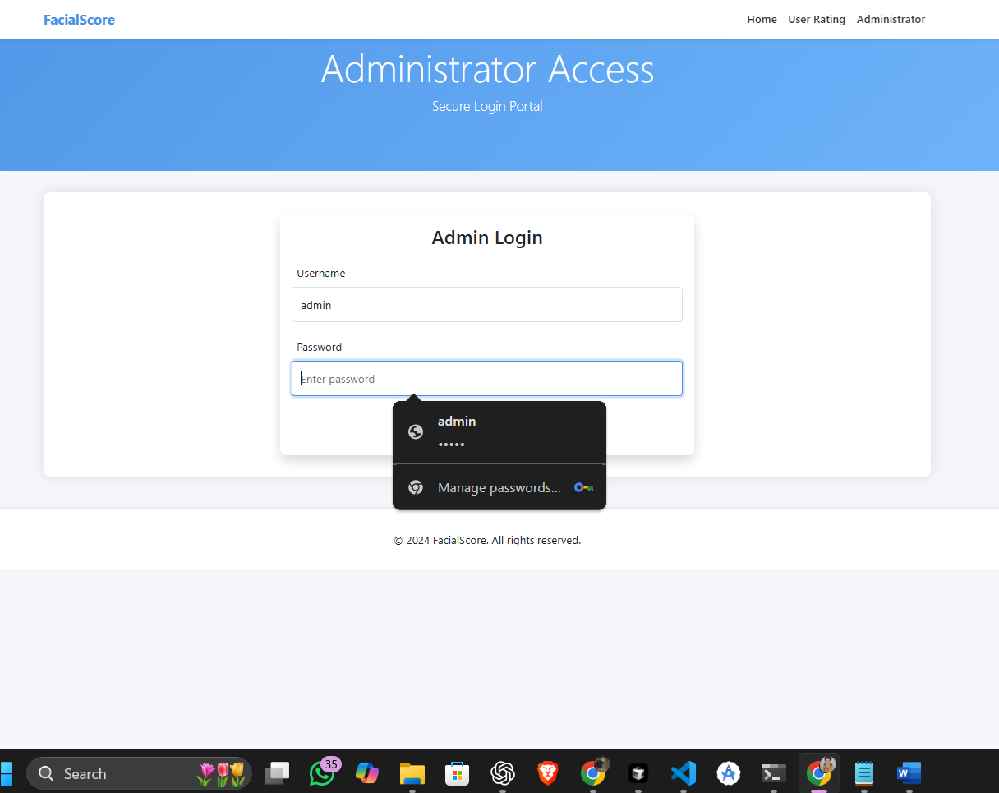 FacialScore
Home User Rating Administrator
Administrator Access
Secure Login Portal
Admin Login
Username
admin
Password
Enter password
admin
•••••
Manage passwords...
© 2024 FacialScore. All rights reserved.
Search
35